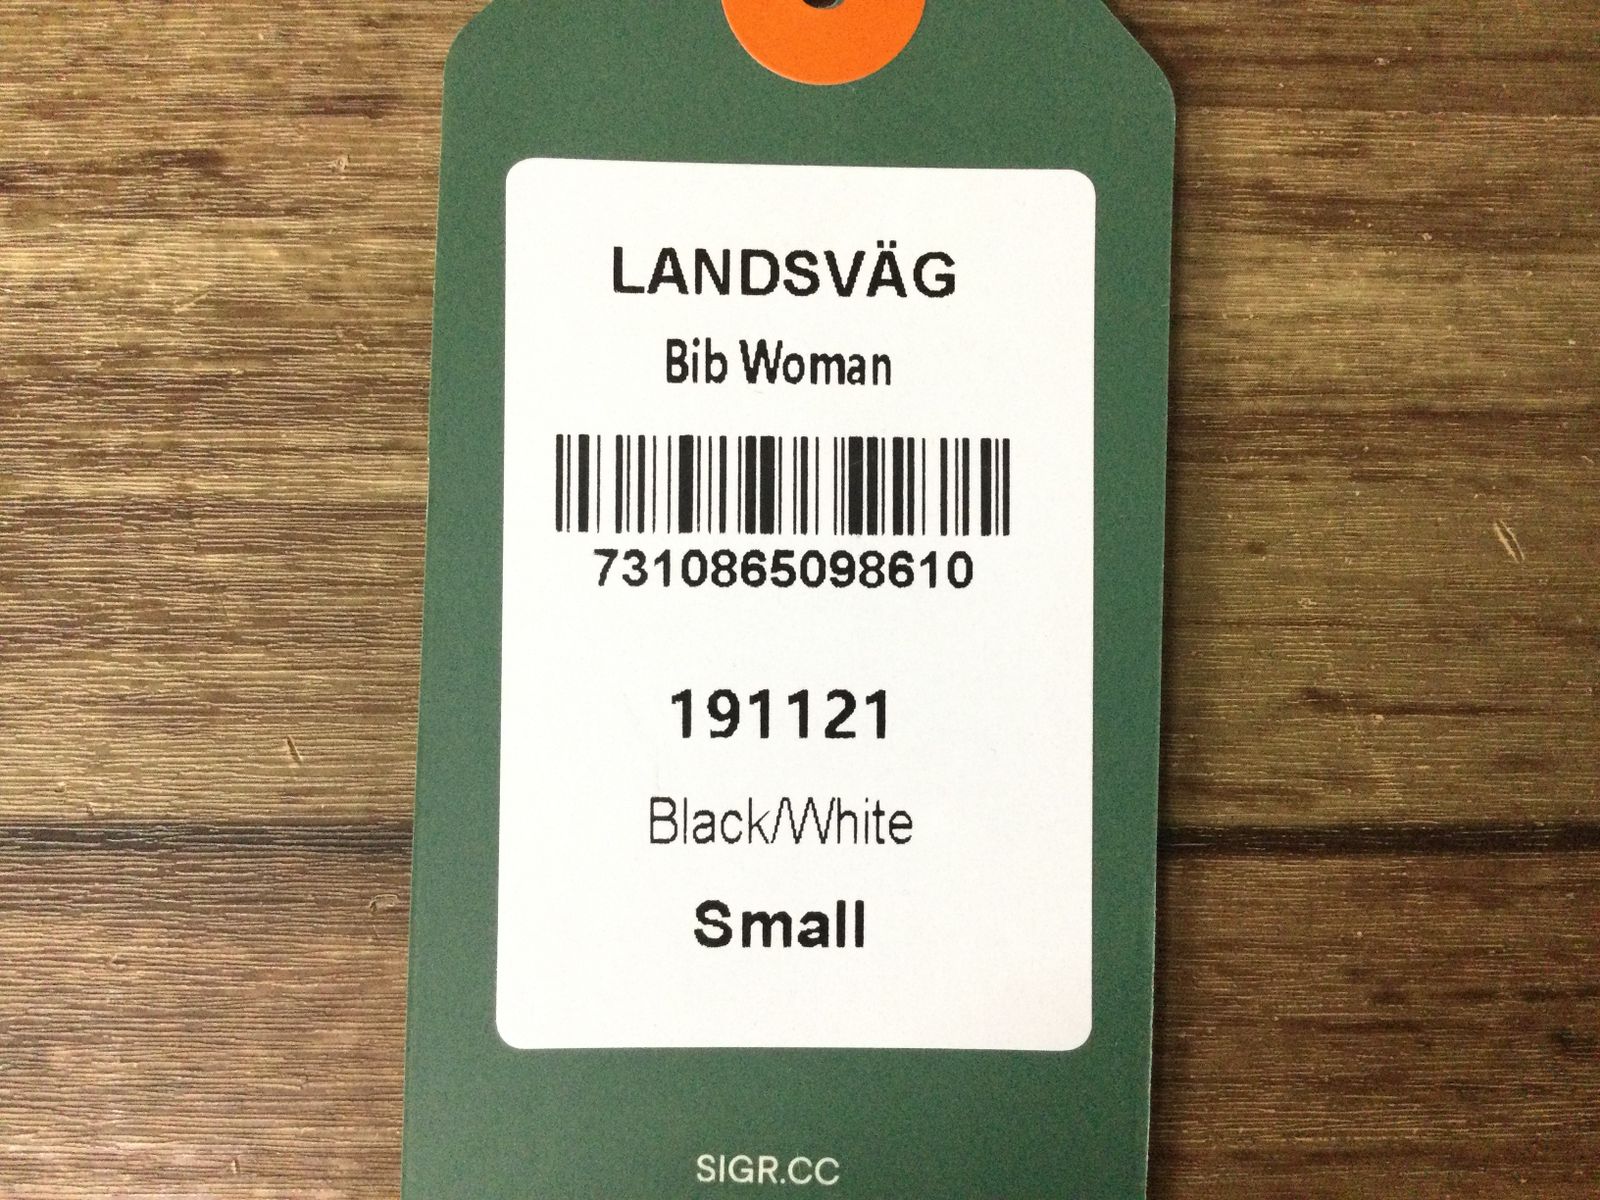 LANDSVÄG
Bib Woman
7310865098610
191121
Black/White
Small
SIGR.CC